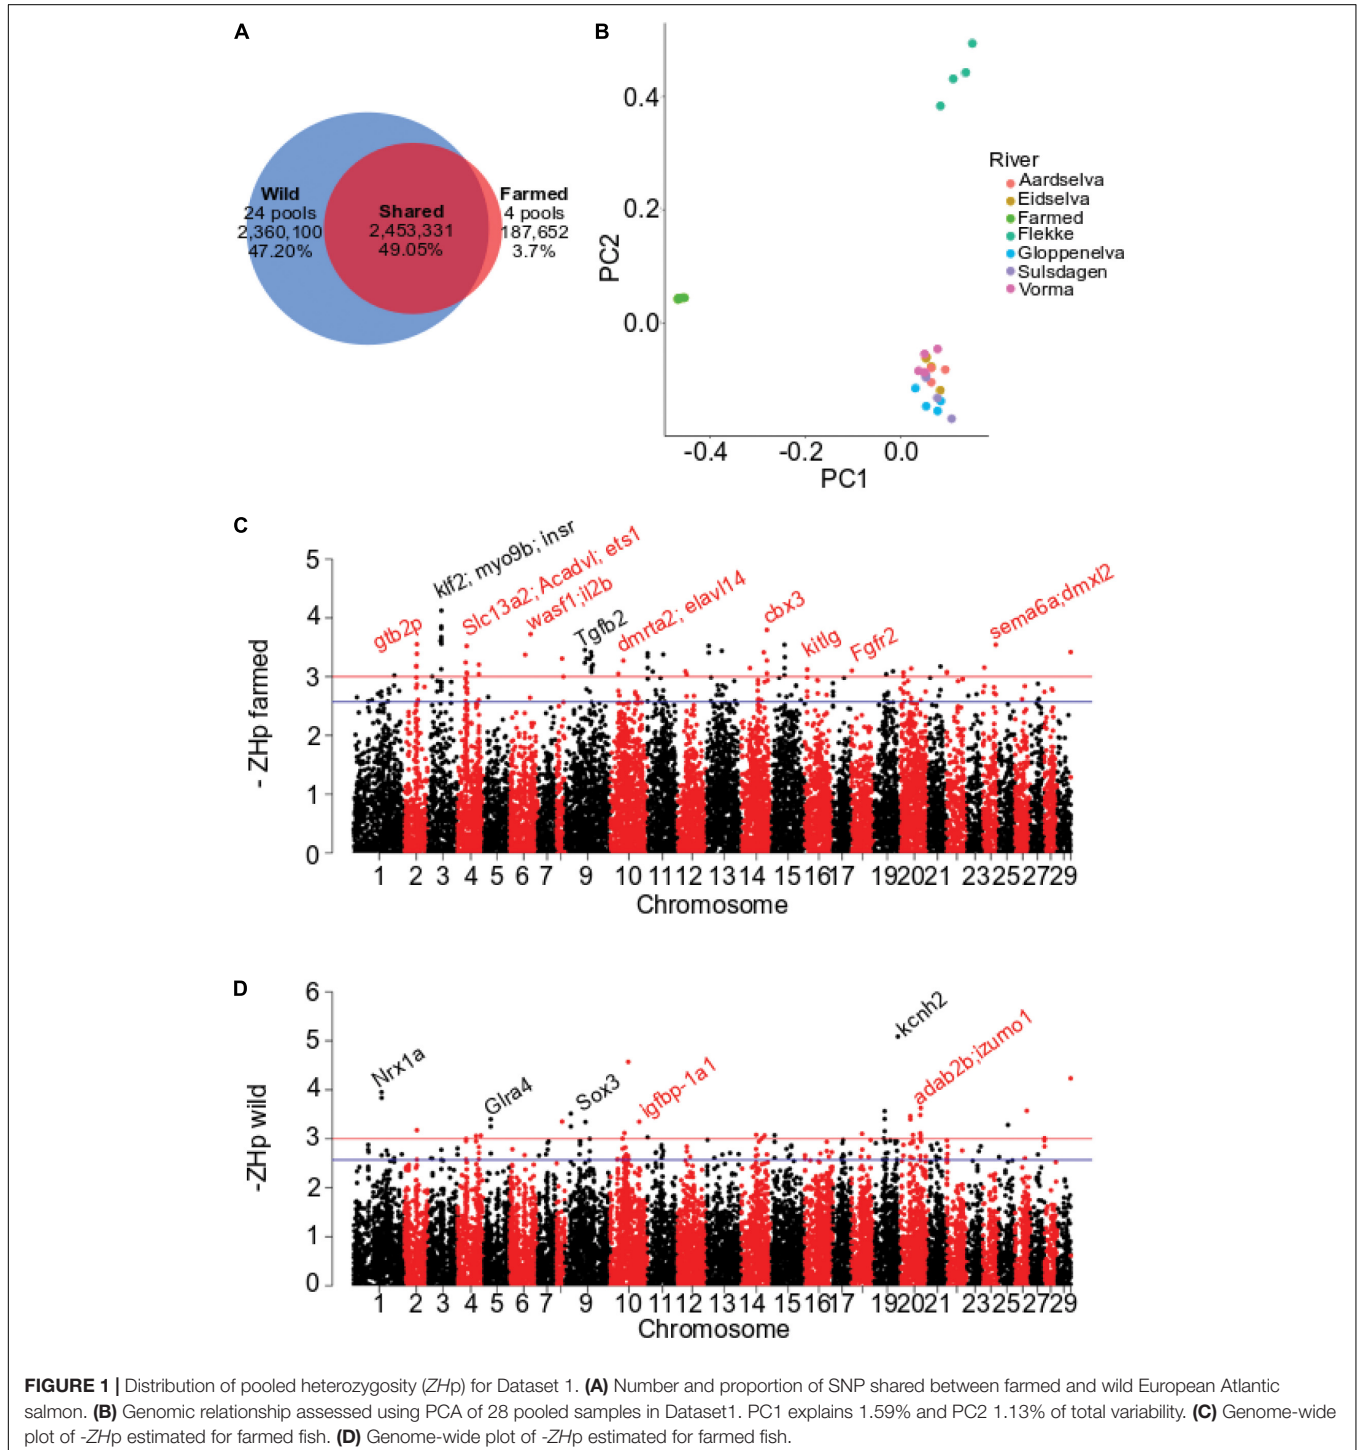 A
Wild
24 pools
2,360,100
47.20%
Shared
2,453,331
49.05%
Farmed
4 pools
187,652
3.7%
B
0.4
0.2
0.0
PC2
-0.4 -0.2 0.0
PC1
River
Aardselva
Eidselva
Farmed
Flekke
Gloppenelva
Sulsdagen
Vorma
C
5
4
3
2
1
0
- ZHp farmed
gtb2p
klf2; myo9b; insr
Slc13a2; Acadvl; ets1
wasf1;il2b
Tgfb2
dmrta2; elavl14
cbx3
kitlg
Fgfr2
sema6a;dmxl2
1 2 3 4 5 6 7 9 10 11 12 13 14 15 16 17 19 20 21 23 25 27 29
Chromosome
D
6
5
4
3
2
1
0
-ZHp wild
Nrx1a
Glra4
Sox3
igfbp-1a1
kcnh2
adab2b;izumo1
1 2 3 4 5 6 7 9 10 11 12 13 14 15 16 17 19 20 21 23 25 27 29
Chromosome
FIGURE 1 | Distribution of pooled heterozygosity (ZHp) for Dataset 1. (A) Number and proportion of SNP shared between farmed and wild European Atlantic
salmon. (B) Genomic relationship assessed using PCA of 28 pooled samples in Dataset1. PC1 explains 1.59% and PC2 1.13% of total variability. (C) Genome-wide
plot of -ZHp estimated for farmed fish. (D) Genome-wide plot of -ZHp estimated for farmed fish.